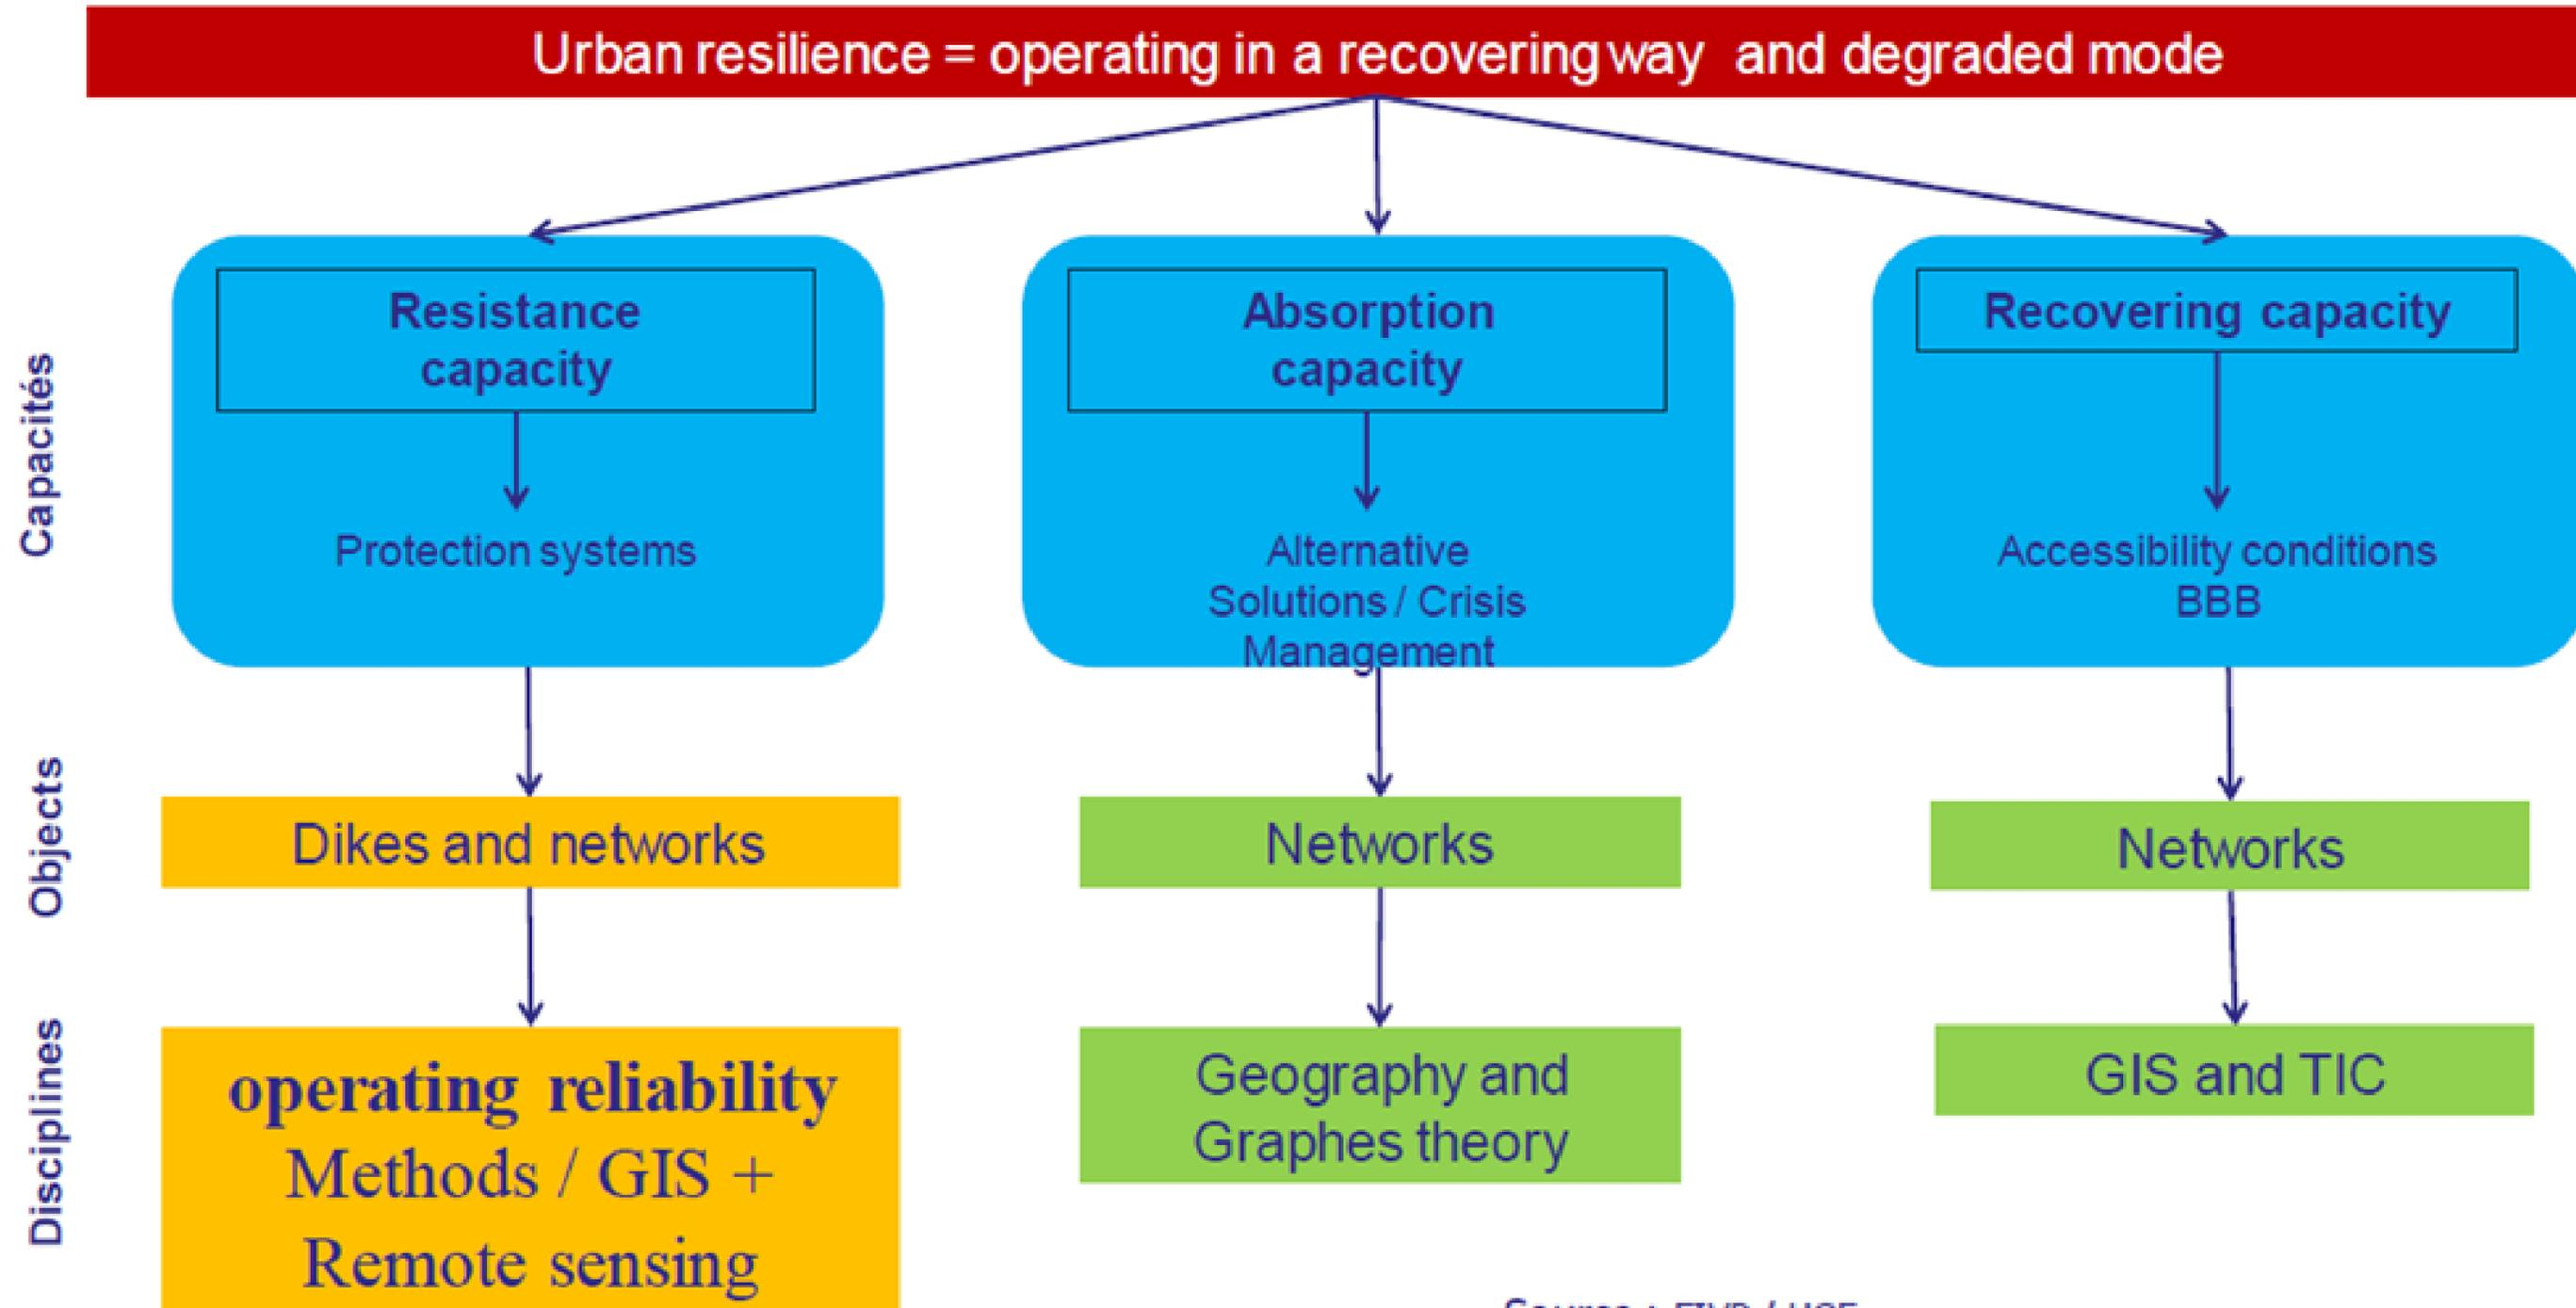 Urban resilience = operating in a recovering way and degraded mode
Capacités
Resistance
capacity
Protection systems
Absorption
capacity
Alternative
Solutions / Crisis
Management
Recovering capacity
Accessibility conditions
BBB
Objects
Dikes and networks
Networks
Networks
Disciplines
operating reliability
Methods / GIS +
Remote sensing
Geography and
Graphes theory
GIS and TIC
Source :